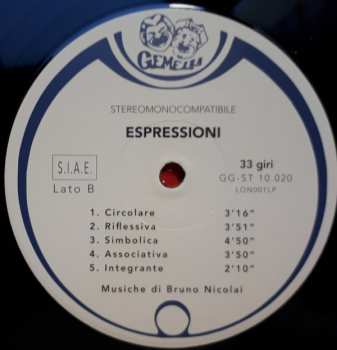 GEMELLI
STEREOMONOCOMPATIBILE
ESPRESSIONI
S.I.A.E.
Lato B
33 giri
GG-ST 10.020
LON001LP
1. Circolare 3'16"
2. Riflessiva 3'51"
3. Simbolica 4'50"
4. Associativa 3'50"
5. Integrante 2'10"
Musiche di Bruno Nicolai